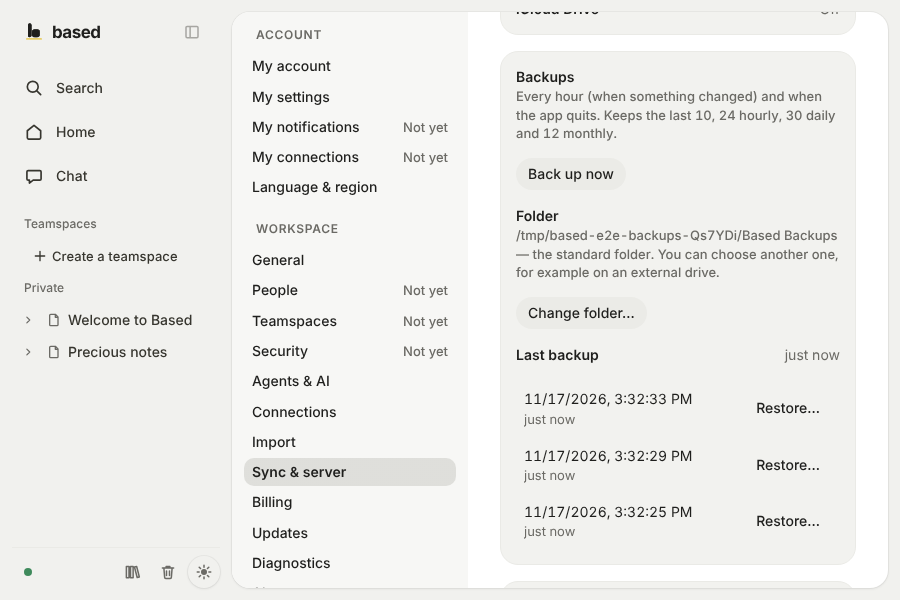 based
Search
Home
Chat
Teamspaces
Create a teamspace
Private
Welcome to Based
Precious notes
ACCOUNT
My account
My settings
My notifications Not yet
My connections Not yet
Language & region
WORKSPACE
General
People Not yet
Teamspaces Not yet
Security Not yet
Agents & AI
Connections
Import
Sync & server
Billing
Updates
Diagnostics
iCloud Drive Off
Backups
Every hour (when something changed) and when
the app quits. Keeps the last 10, 24 hourly, 30 daily
and 12 monthly.
Back up now
Folder
/tmp/based-e2e-backups-Qs7YDi/Based Backups
— the standard folder. You can choose another one,
for example on an external drive.
Change folder...
Last backup just now
11/17/2026, 3:32:33 PM
just now
Restore...
11/17/2026, 3:32:29 PM
just now
Restore...
11/17/2026, 3:32:25 PM
just now
Restore...